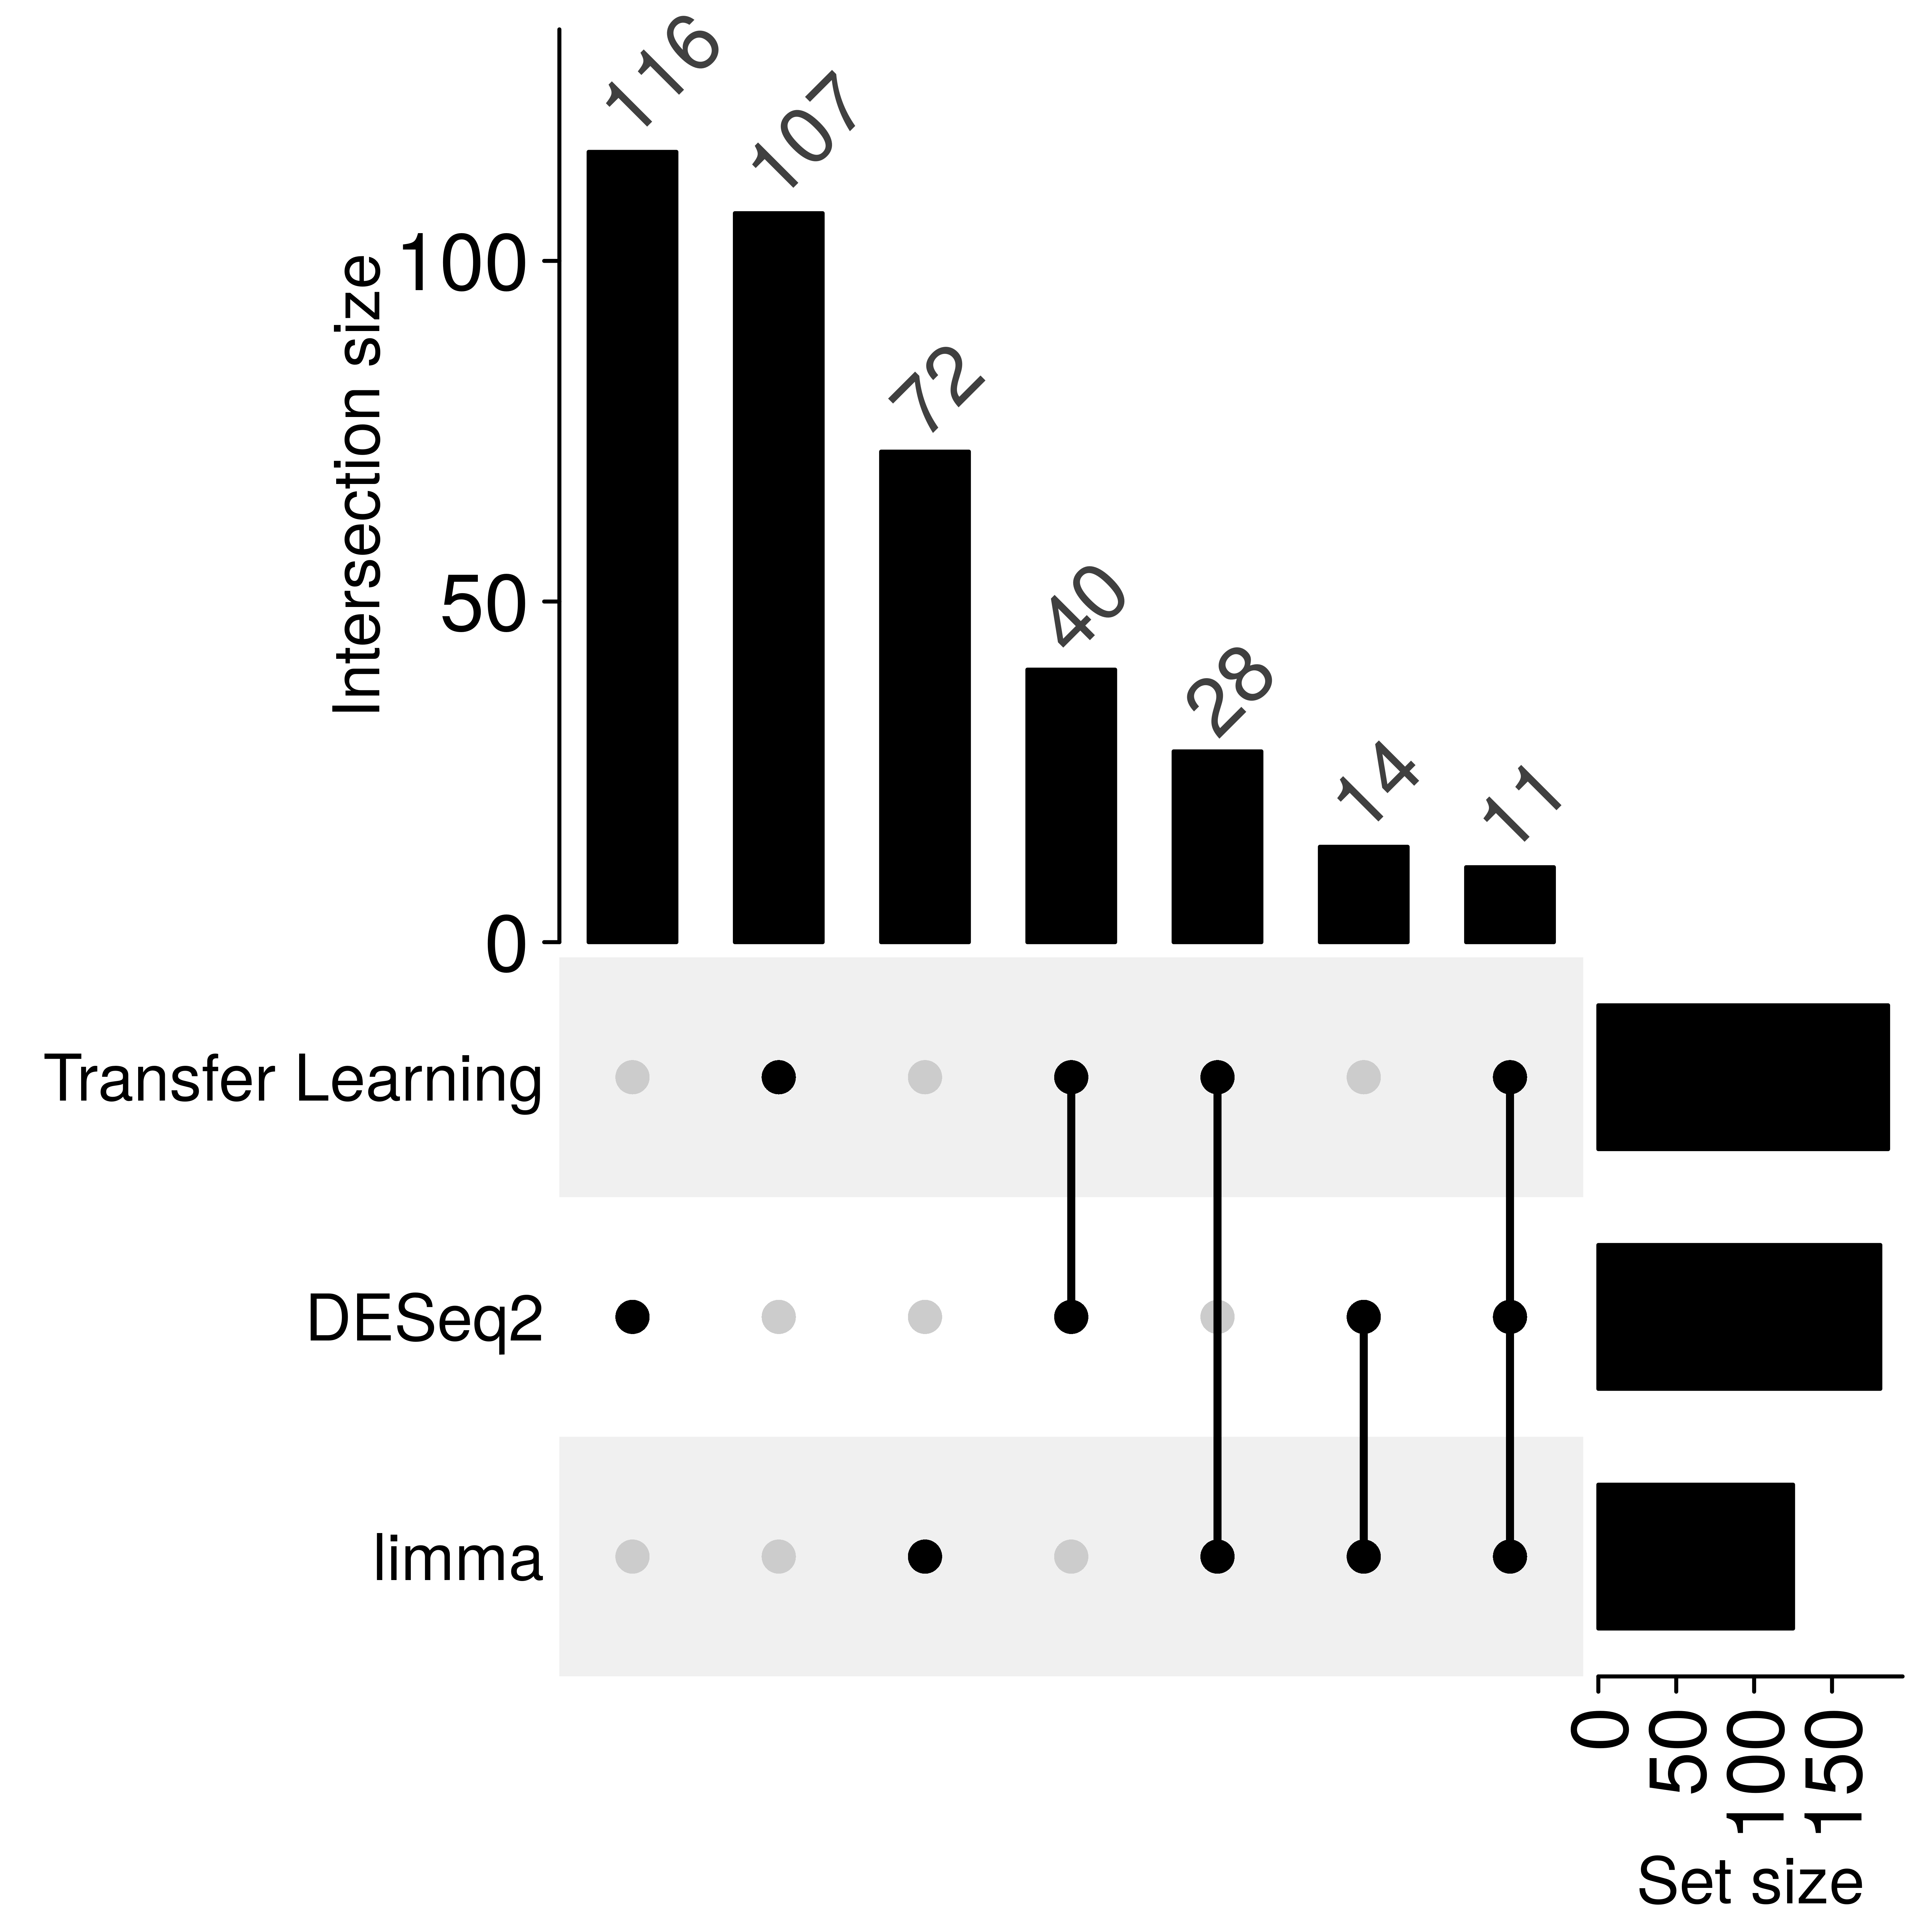 116
107
72
40
28
14
11
Intersection size
100
50
0
Transfer Learning
DESeq2
limma
0
50
100
150
Set size